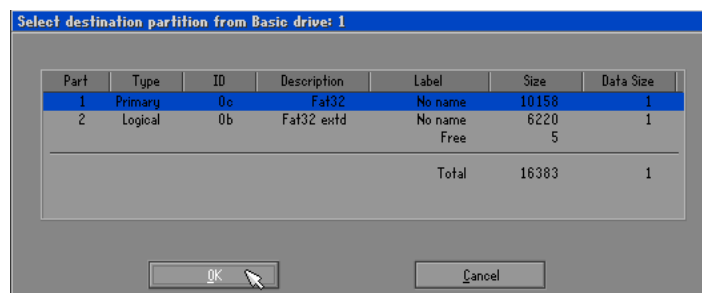 Select destination partition from Basic drive: 1
Part Type ID Description Label Size Data Size
1 Primary 0c Fat32 No name 10158 1
2 Logical 0b Fat32 extd No name 6220 1
Free 5
Total 16383 1
OK Cancel